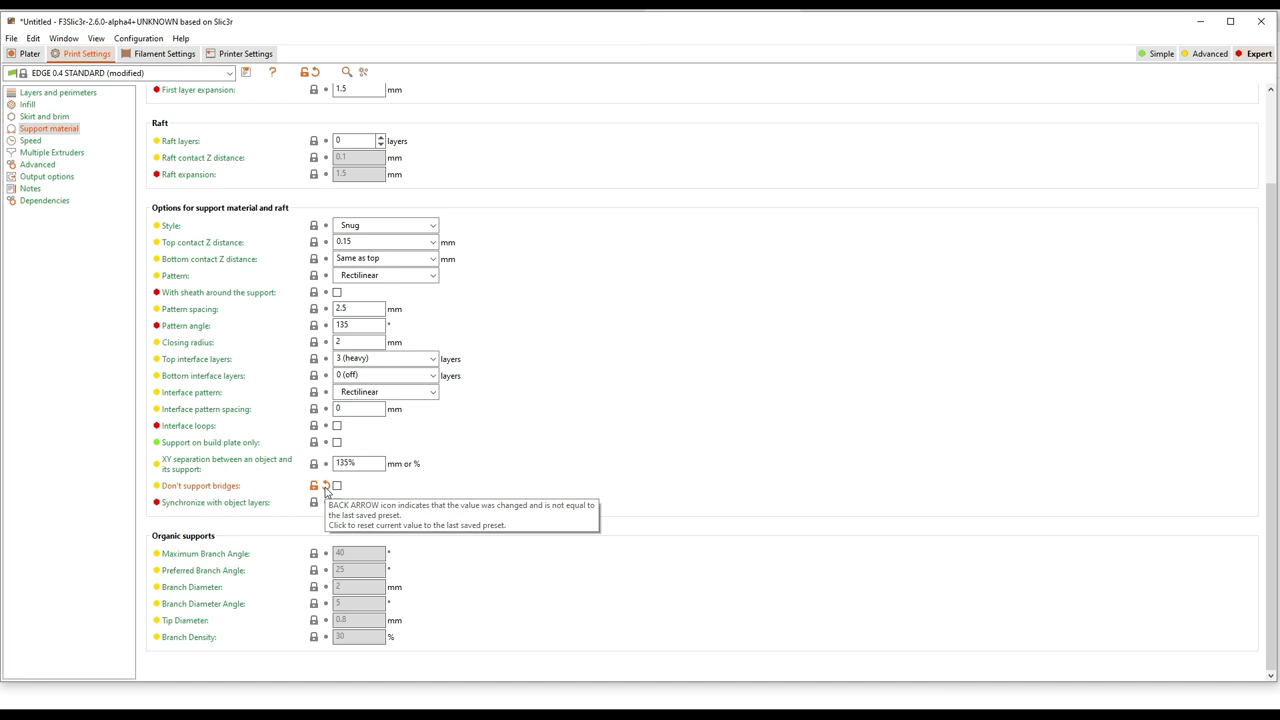 *Untitled - F3Slic3r-2.6.0-alpha4+UNKNOWN based on Slic3r
File Edit Window View Configuration Help
Plater Print Settings Filament Settings Printer Settings Simple Advanced Expert
EDGE 0.4 STANDARD (modified)
Layers and perimeters
Infill
Skirt and brim
Support material
Speed
Multiple Extruders
Advanced
Output options
Notes
Dependencies
First layer expansion: 1.5 mm
Raft
Raft layers: 0 layers
Raft contact Z distance: 0.1 mm
Raft expansion: 1.5 mm
Options for support material and raft
Style: Snug
Top contact Z distance: 0.15 mm
Bottom contact Z distance: Same as top mm
Pattern: Rectilinear
With sheath around the support:
Pattern spacing: 2.5 mm
Pattern angle: 135 °
Closing radius: 2 mm
Top interface layers: 3 (heavy) layers
Bottom interface layers: 0 (off) layers
Interface pattern: Rectilinear
Interface pattern spacing: 0 mm
Interface loops:
Support on build plate only:
XY separation between an object and
its support: 135% mm or %
Don't support bridges:
Synchronize with object layers:
BACK ARROW icon indicates that the value was changed and is not equal to
the last saved preset.
Click to reset current value to the last saved preset.
Organic supports
Maximum Branch Angle: 40 °
Preferred Branch Angle: 25 °
Branch Diameter: 2 mm
Branch Diameter Angle: 5 °
Tip Diameter: 0.8 mm
Branch Density: 30 %